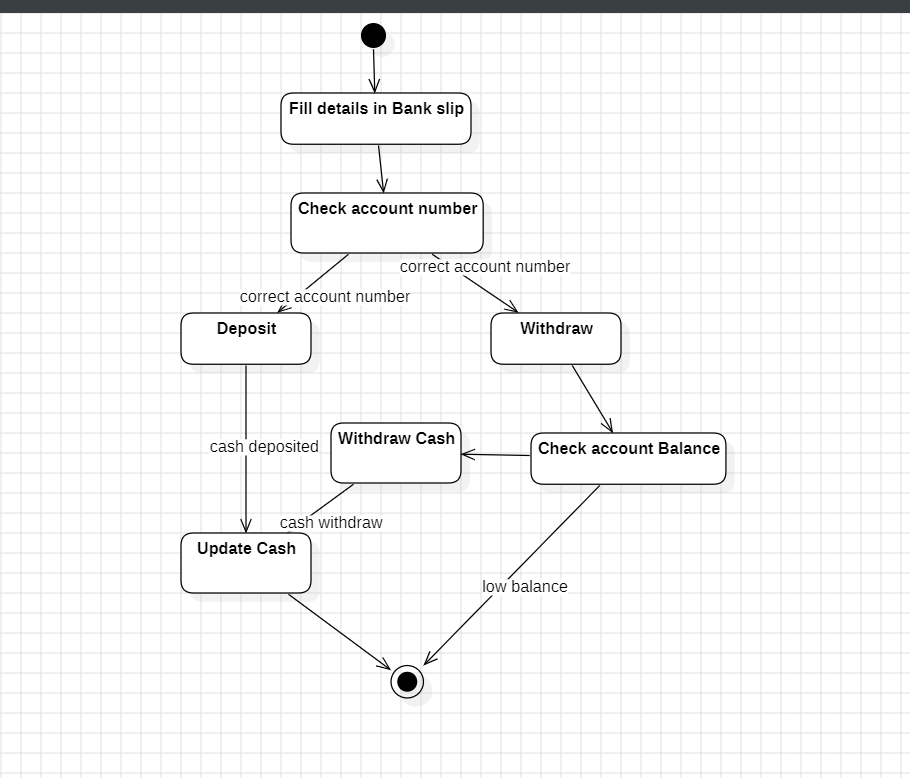 Fill details in Bank slip
Check account number
correct account number
correct account number
Deposit
Withdraw
cash deposited
Withdraw Cash
Check account Balance
cash withdraw
Update Cash
low balance